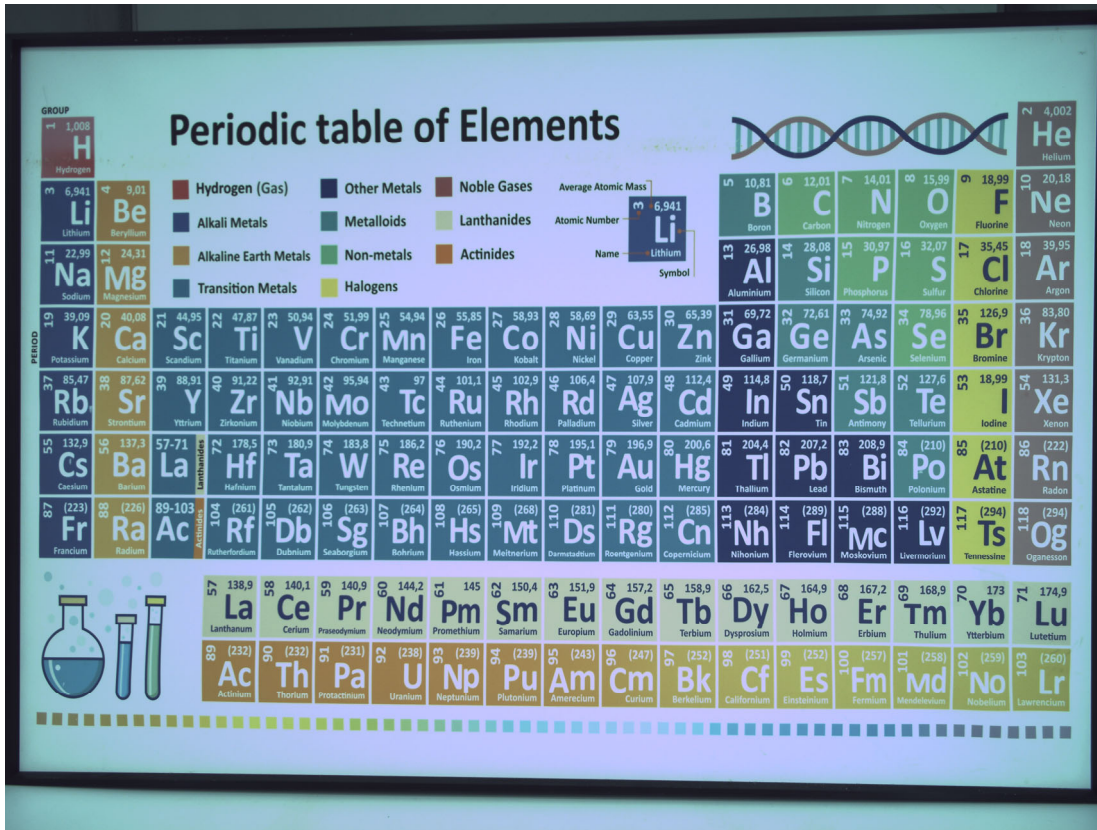 GROUP
Periodic table of Elements
1 1,008 H Hydrogen
2 4,002 He Helium
Hydrogen (Gas)
Alkali Metals
Alkaline Earth Metals
Transition Metals
Other Metals
Metalloids
Non-metals
Halogens
Noble Gases
Lanthanides
Actinides
Average Atomic Mass
Atomic Number
Name
Symbol
3 6,941 Li Lithium
PERIOD
3 6,941 Li Lithium
4 9,01 Be Beryllium
5 10,81 B Boron
6 12,01 C Carbon
7 14,01 N Nitrogen
8 15,99 O Oxygen
9 18,99 F Fluorine
10 20,18 Ne Neon
11 22,99 Na Sodium
12 24,31 Mg Magnesium
13 26,98 Al Aluminium
14 28,08 Si Silicon
15 30,97 P Phosphorus
16 32,07 S Sulfur
17 35,45 Cl Chlorine
18 39,95 Ar Argon
19 39,09 K Potassium
20 40,08 Ca Calcium
21 44,95 Sc Scandium
22 47,87 Ti Titanium
23 50,94 V Vanadium
24 51,99 Cr Chromium
25 54,94 Mn Manganese
26 55,85 Fe Iron
27 58,93 Co Kobalt
28 58,69 Ni Nickel
29 63,55 Cu Copper
30 65,39 Zn Zink
31 69,72 Ga Gallium
32 72,61 Ge Germanium
33 74,92 As Arsenic
34 78,96 Se Selenium
35 126,9 Br Bromine
36 83,80 Kr Krypton
37 85,47 Rb Rubidium
38 87,62 Sr Strontium
39 88,91 Y Yttrium
40 91,22 Zr Zirkonium
41 92,91 Nb Niobium
42 95,94 Mo Molybdenum
43 97 Tc Technetium
44 101,1 Ru Ruthenium
45 102,9 Rh Rhodium
46 106,4 Rd Palladium
47 107,9 Ag Silver
48 112,4 Cd Cadmium
49 114,8 In Indium
50 118,7 Sn Tin
51 121,8 Sb Antimony
52 127,6 Te Tellurium
53 18,99 I Iodine
54 131,3 Xe Xenon
55 132,9 Cs Caesium
56 137,3 Ba Barium
57-71 La Lanthanides
72 178,5 Hf Hafnium
73 180,9 Ta Tantalum
74 183,8 W Tungsten
75 186,2 Re Rhenium
76 190,2 Os Osmium
77 192,2 Ir Iridium
78 195,1 Pt Platinum
79 196,9 Au Gold
80 200,6 Hg Mercury
81 204,4 Tl Thallium
82 207,2 Pb Lead
83 208,9 Bi Bismuth
84 (210) Po Polonium
85 (210) At Astatine
86 (222) Rn Radon
87 (223) Fr Francium
88 (226) Ra Radium
89-103 Ac Actinides
104 (261) Rf Rutherfordium
105 (262) Db Dubnium
106 (263) Sg Seaborgium
107 (264) Bh Bohrium
108 (265) Hs Hassium
109 (268) Mt Meitnerium
110 (281) Ds Darmatadtium
111 (280) Rg Roentgenium
112 (285) Cn Copernicium
113 (284) Nh Nihonium
114 (289) Fl Flerovium
115 (288) Mc Moskovium
116 (292) Lv Livermorium
117 (294) Ts Tennessine
118 (294) Og Oganesson
57 138,9 La Lanthanum
58 140,1 Ce Cerium
59 140,9 Pr Praseodymium
60 144,2 Nd Neodymium
61 145 Pm Promethium
62 150,4 Sm Samarium
63 151,9 Eu Europium
64 157,2 Gd Gadolinium
65 158,9 Tb Terbium
66 162,5 Dy Dysprosium
67 164,9 Ho Holmium
68 167,2 Er Erbium
69 168,9 Tm Thulium
70 173 Yb Ytterbium
71 174,9 Lu Lutetium
89 (232) Ac Actinium
90 (232) Th Thorium
91 (231) Pa Protactinium
92 (238) U Uranium
93 (239) Np Neptunium
94 (239) Pu Plutonium
95 (243) Am Amerecium
96 (247) Cm Curium
97 (252) Bk Berkelium
98 (251) Cf Californium
99 (252) Es Einsteinium
100 (257) Fm Fermium
101 (258) Md Mendelevium
102 (259) No Nobelium
103 (260) Lr Lawrencium